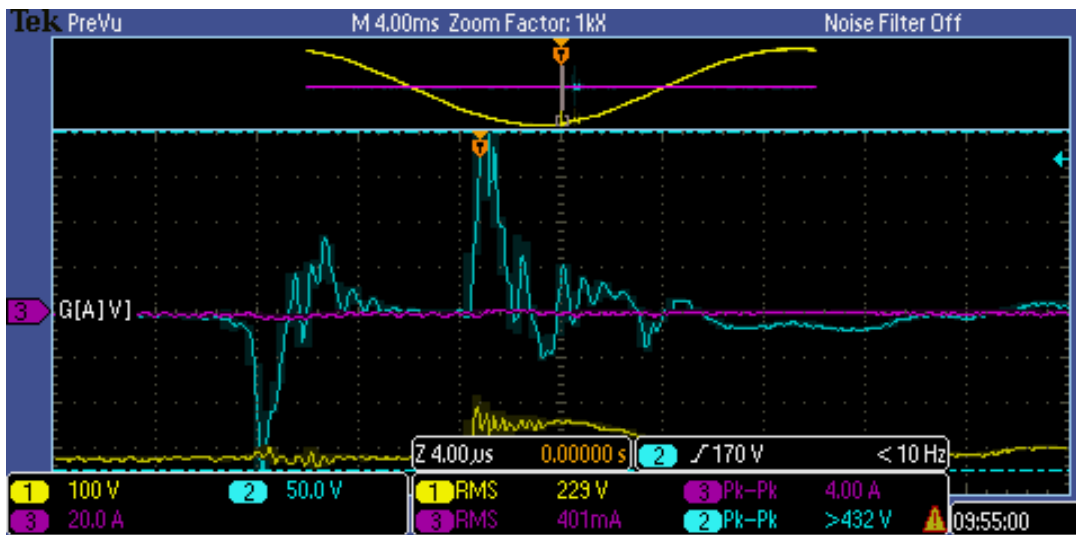 Tek PreVu M 4.00ms Zoom Factor: 1kX Noise Filter Off
T
T
3 G[A]V]
Z 4.00µs 0.00000 s 2 170 V < 10 Hz
1 100 V 2 50.0 V 1 RMS 229 V 3 Pk-Pk 4.00 A
3 20.0 A 3 RMS 401mA 2 Pk-Pk >432 V 09:55:00